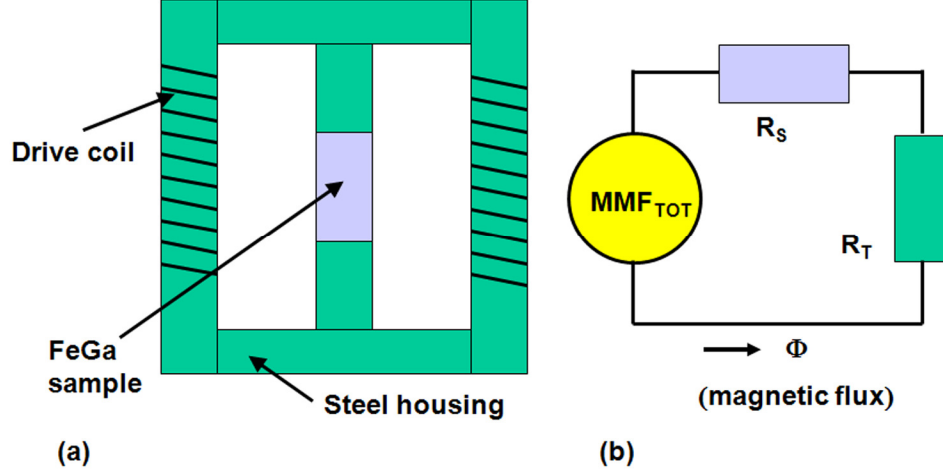 Drive coil
FeGa
sample
Steel housing
(a)
MMF_TOT
R_S
R_T
Φ
(magnetic flux)
(b)